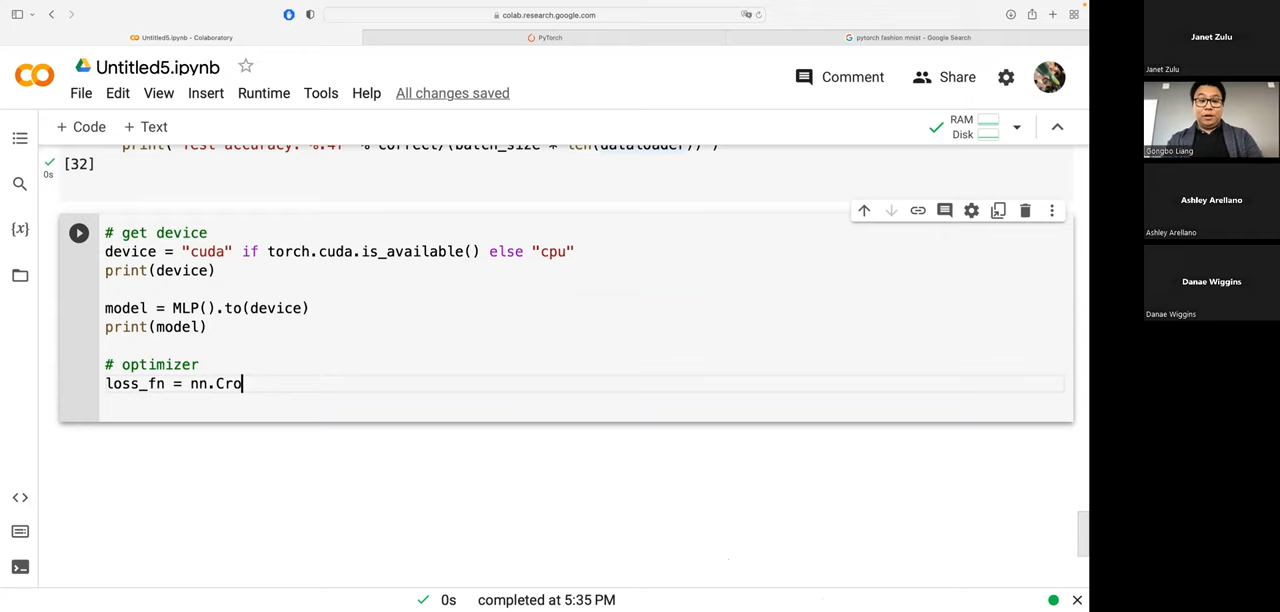 colab.research.google.com
Untitled5.ipynb - Colaboratory
PyTorch
pytorch fashion mnist - Google Search
Untitled5.ipynb
Comment
Share
File Edit View Insert Runtime Tools Help All changes saved
+ Code + Text
RAM
Disk
[32]
0s
# get device
device = "cuda" if torch.cuda.is_available() else "cpu"
print(device)
model = MLP().to(device)
print(model)
# optimizer
loss_fn = nn.Cro
{x}
0s completed at 5:35 PM
Janet Zulu
Janet Zulu
Gongbo Liang
Ashley Arellano
Ashley Arellano
Danae Wiggins
Danae Wiggins